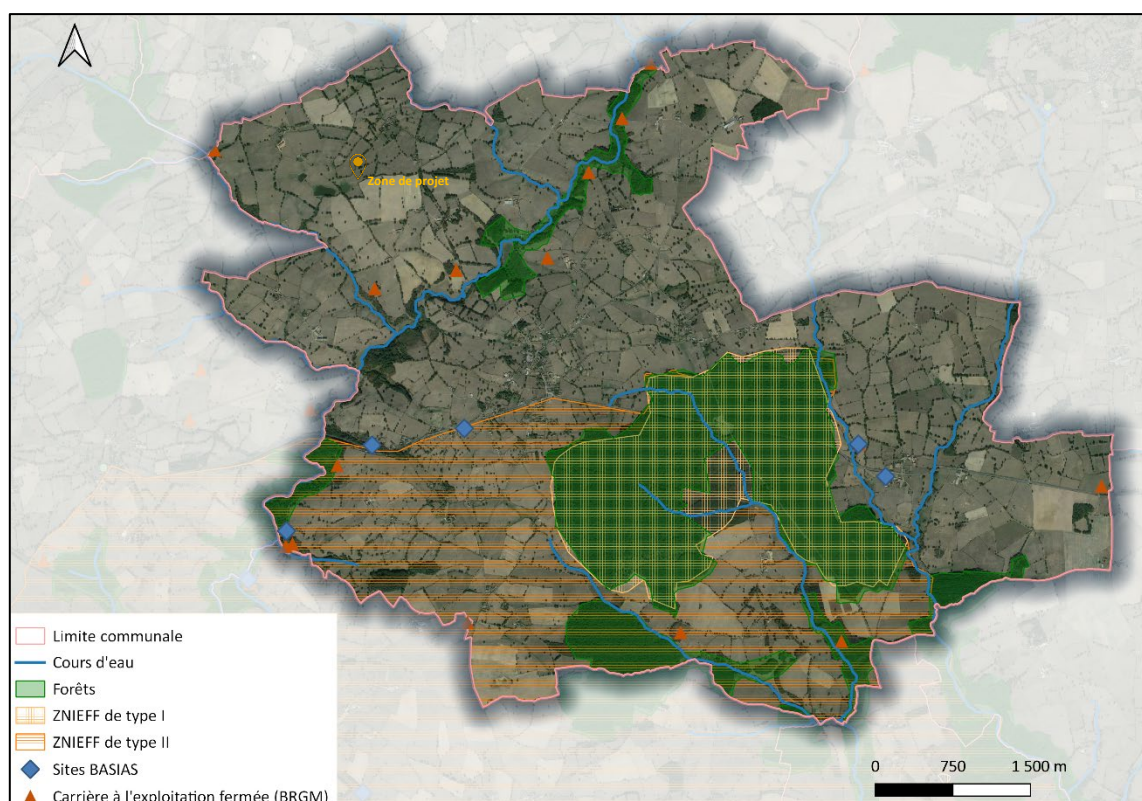 Zone de projet
Limite communale
Cours d'eau
Forêts
ZNIEFF de type I
ZNIEFF de type II
Sites BASIAS
Carrière à l'exploitation fermée (BRGM)
0 750 1 500 m